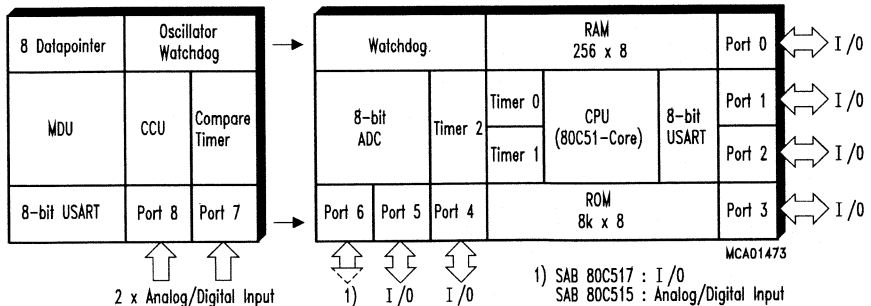 8 Datapointer
Oscillator
Watchdog
MDU
CCU
Compare
Timer
8-bit USART
Port 8
Port 7
2 x Analog/Digital Input
Watchdog
RAM
256 x 8
Port 0
I/O
8-bit
ADC
Timer 2
Timer 0
Timer 1
CPU
(80C51-Core)
8-bit
USART
Port 1
I/O
Port 2
I/O
Port 6
Port 5
Port 4
ROM
8k x 8
Port 3
I/O
MCA01473
1)
I/O
I/O
1) SAB 80C517 : I/O
SAB 80C515 : Analog/Digital Input